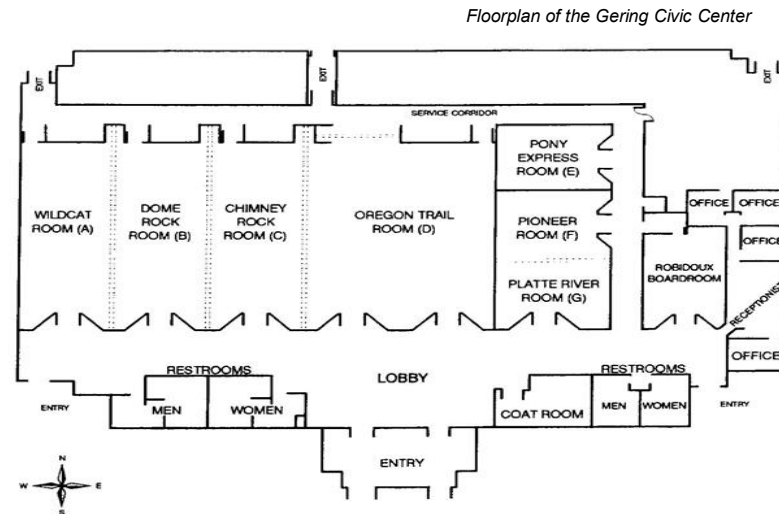 Floorplan of the Gering Civic Center
EXIT
EXIT
EXIT
SERVICE CORRIDOR
PONY
EXPRESS
ROOM (E)
WILDCAT
ROOM (A)
DOME
ROCK
ROOM (B)
CHIMNEY
ROCK
ROOM (C)
OREGON TRAIL
ROOM (D)
PIONEER
ROOM (F)
PLATTE RIVER
ROOM (G)
OFFICE
OFFICE
OFFICE
ROBIDOUX
BOARDROOM
RECEPTIONIST
OFFICE
RESTROOMS
LOBBY
RESTROOMS
ENTRY
MEN
WOMEN
COAT ROOM
MEN
WOMEN
ENTRY
ENTRY
N
W
E
S